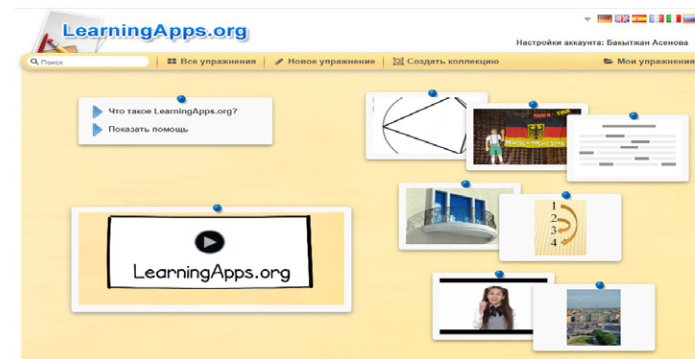 LearningApps.org
Настройки аккаунта: Бакытжан Асенова
Поиск
Все упражнения
Новое упражнение
Создать коллекцию
Мои упражнения
Что такое LearningApps.org?
Показать помощь
LearningApps.org
1
2
3
4